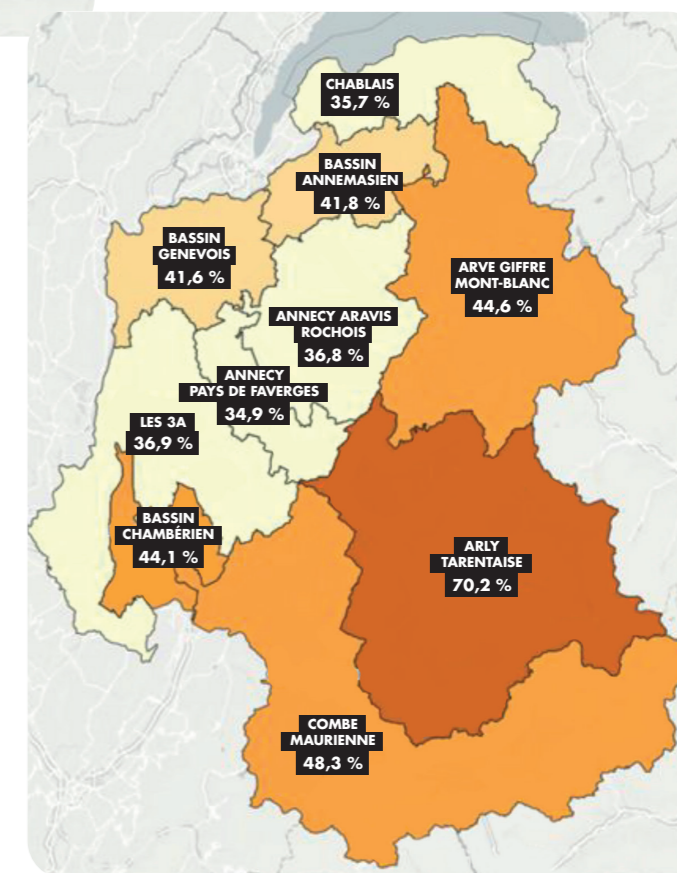 CHABLAIS
35,7 %
BASSIN
ANNEMASIEN
41,8 %
BASSIN
GENEVOIS
41,6 %
ARVE GIFFRE
MONT-BLANC
44,6 %
ANNECY ARAVIS
ROCHOIS
36,8 %
ANNECY
PAYS DE FAVERGES
34,9 %
LES 3A
36,9 %
BASSIN
CHAMBÉRIEN
44,1 %
ARLY
TARENTAISE
70,2 %
COMBE
MAURIENNE
48,3 %